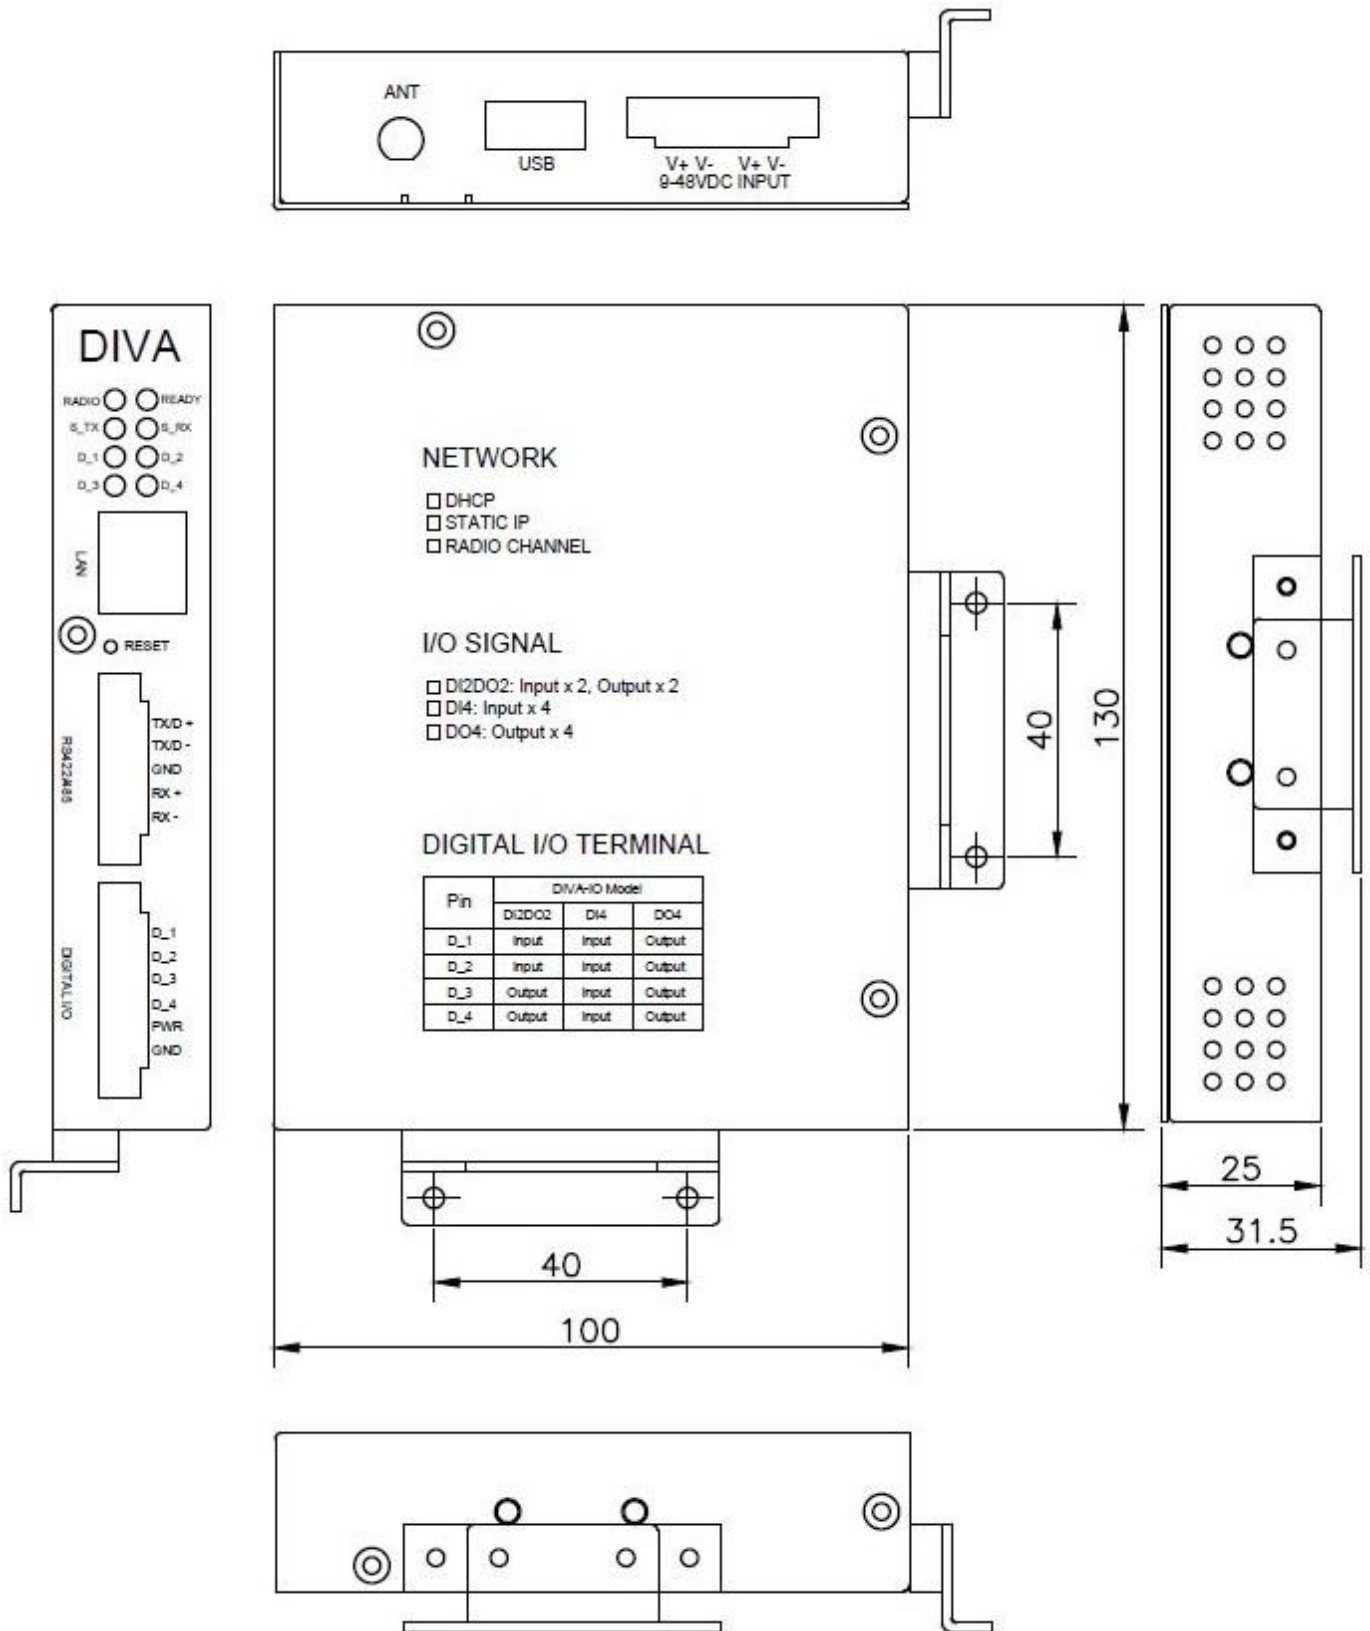 ANT
USB
V+ V- V+ V-
9-48VDC INPUT
DIVA
RADIO READY
S_TX S_RX
D_1 D_2
D_3 D_4
LAN
RESET
RS422/485
TX/D +
TX/D -
GND
RX +
RX -
DIGITAL I/O
D_1
D_2
D_3
D_4
PWR
GND
NETWORK
DHCP
STATIC IP
RADIO CHANNEL
I/O SIGNAL
DI2DO2: Input x 2, Output x 2
DI4: Input x 4
DO4: Output x 4
DIGITAL I/O TERMINAL
Pin DIVA-IO Model
DI2DO2 DI4 DO4
D_1 Input Input Output
D_2 Input Input Output
D_3 Output Input Output
D_4 Output Input Output
40
130
25
31.5
40
100